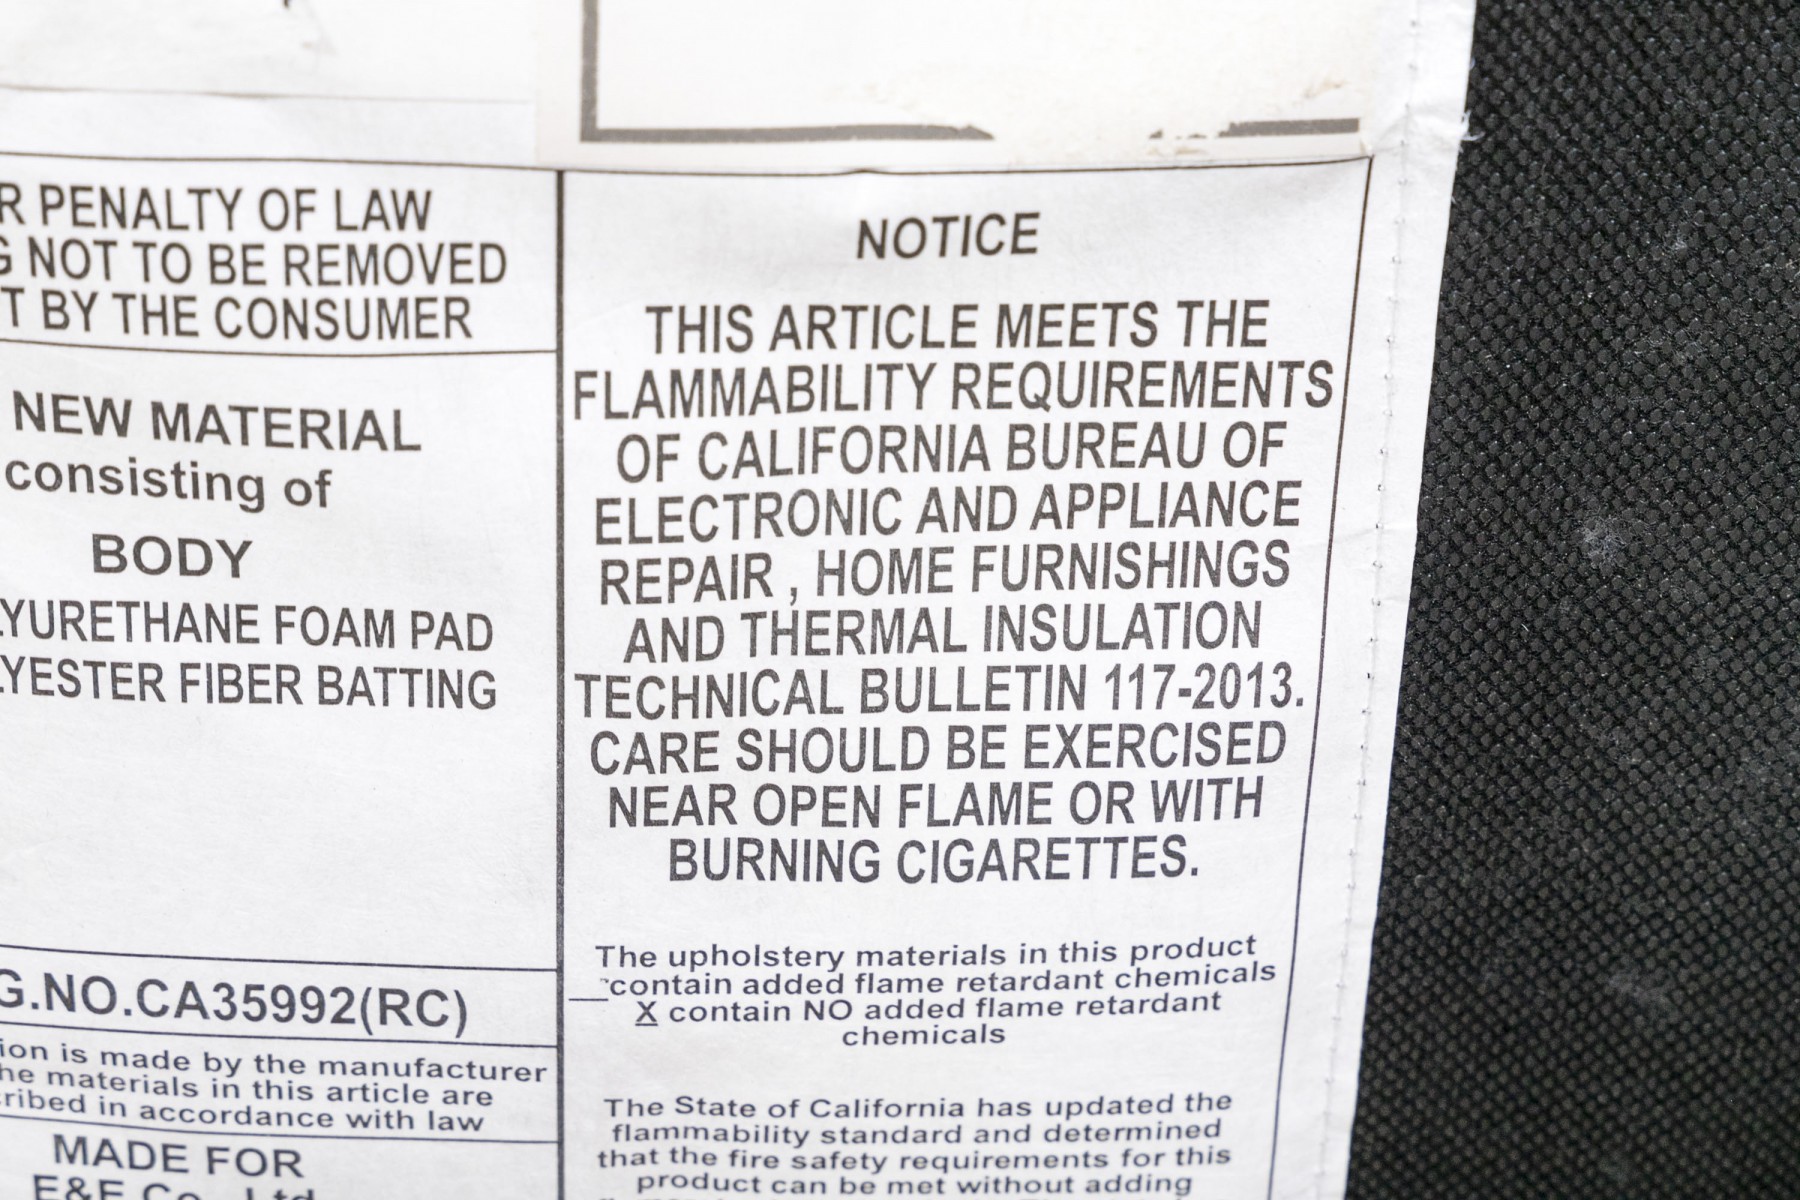 R PENALTY OF LAW
G NOT TO BE REMOVED
T BY THE CONSUMER
NEW MATERIAL
consisting of
BODY
LYURETHANE FOAM PAD
LYESTER FIBER BATTING
G.NO.CA35992(RC)
ion is made by the manufacturer
he materials in this article are
ribed in accordance with law
MADE FOR
E&E Co., Ltd
NOTICE
THIS ARTICLE MEETS THE
FLAMMABILITY REQUIREMENTS
OF CALIFORNIA BUREAU OF
ELECTRONIC AND APPLIANCE
REPAIR , HOME FURNISHINGS
AND THERMAL INSULATION
TECHNICAL BULLETIN 117-2013.
CARE SHOULD BE EXERCISED
NEAR OPEN FLAME OR WITH
BURNING CIGARETTES.
The upholstery materials in this product
__contain added flame retardant chemicals
X contain NO added flame retardant
chemicals
The State of California has updated the
flammability standard and determined
that the fire safety requirements for this
product can be met without adding